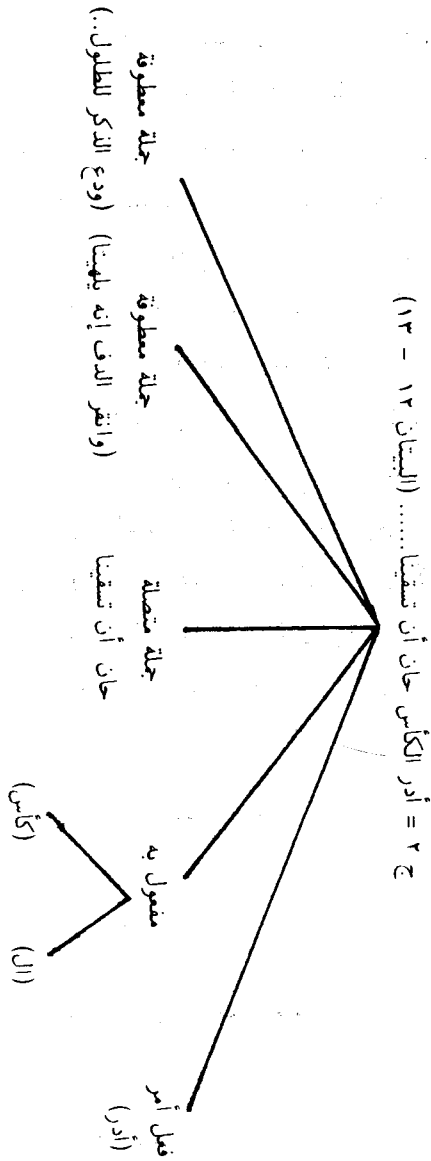 ج ٢ = أدر الكأس حان أن تسقينا...... (البيتان ١٢ - ١٣)
فعل أمر
(أدر)
مفعول به
(ال)
(كأس)
جملة متصلة
حان أن تسقينا
جملة معطوفة
(وانقر الدف إنه يلهينا)
جملة معطوفة
(ودع الذكر للطلول..)